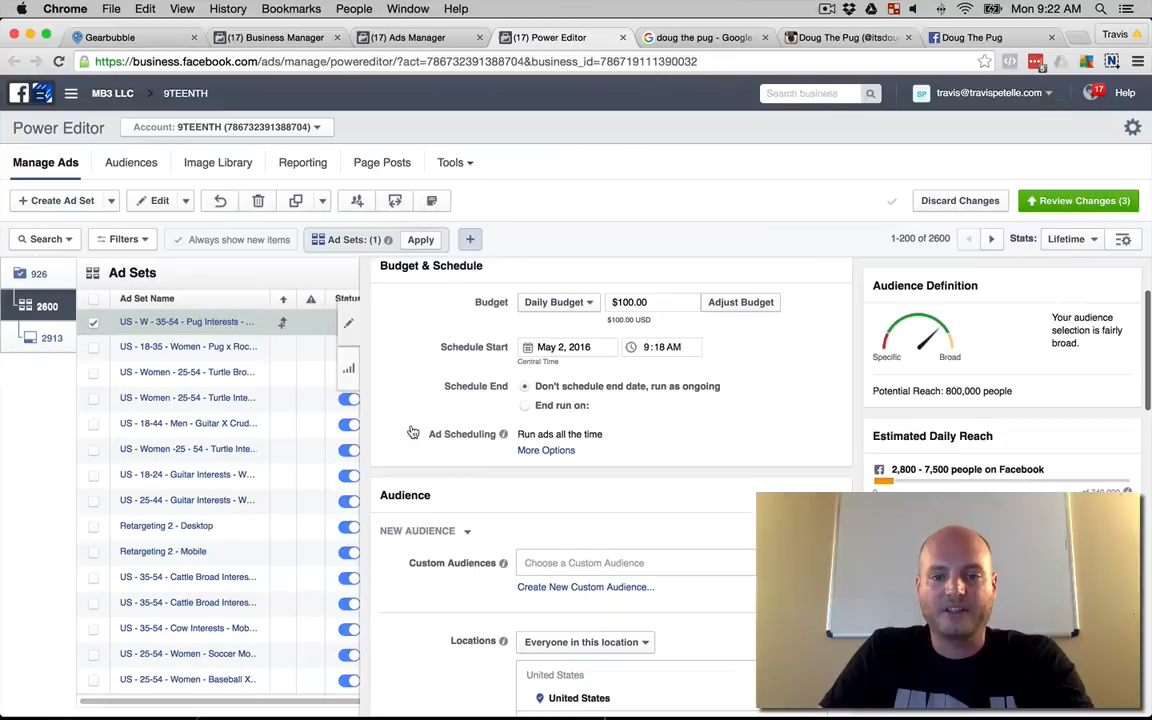 Chrome File Edit View History Bookmarks People Window Help Mon 9:22 AM
Gearbubble (17) Business Manager (17) Ads Manager (17) Power Editor doug the pug - Google Doug The Pug (@itsdou Doug The Pug Travis
https://business.facebook.com/ads/manage/powereditor/?act=786732391388704&business_id=786719111390032
MB3 LLC > 9TEENTH Search business SP travis@travispetelle.com 17 Help
Power Editor Account: 9TEENTH (786732391388704)
Manage Ads Audiences Image Library Reporting Page Posts Tools
+ Create Ad Set Edit Discard Changes Review Changes (3)
Search Filters Always show new items Ad Sets: (1) Apply + 1-200 of 2600 Stats: Lifetime
926
2600
2913
Ad Sets
Ad Set Name Status
US - W - 35-54 - Pug Interests - ...
US - 18-35 - Women - Pug x Roc...
US - Women - 25-54 - Turtle Bro...
US - Women - 25-54 - Turtle Inte...
US - 18-44 - Men - Guitar X Crud...
US - Women -25 - 54 - Turtle Inte...
US - 18-24 - Guitar Interests - W...
US - 25-44 - Guitar Interests - W...
Retargeting 2 - Desktop
Retargeting 2 - Mobile
US - 35-54 - Cattle Broad Interes...
US - 35-54 - Cattle Broad Interes...
US - 35-54 - Cow Interests - Mob...
US - 25-54 - Women - Soccer Mo...
US - 25-54 - Women - Baseball X..
Budget & Schedule
Budget Daily Budget $100.00 Adjust Budget
$100.00 USD
Schedule Start May 2, 2016 9:18 AM
Central Time
Schedule End Don't schedule end date, run as ongoing
End run on:
Ad Scheduling Run ads all the time
More Options
Audience
NEW AUDIENCE
Custom Audiences Choose a Custom Audience
Create New Custom Audience...
Locations Everyone in this location
United States
United States
Audience Definition
Your audience
selection is fairly
broad.
Specific Broad
Potential Reach: 800,000 people
Estimated Daily Reach
2,800 - 7,500 people on Facebook